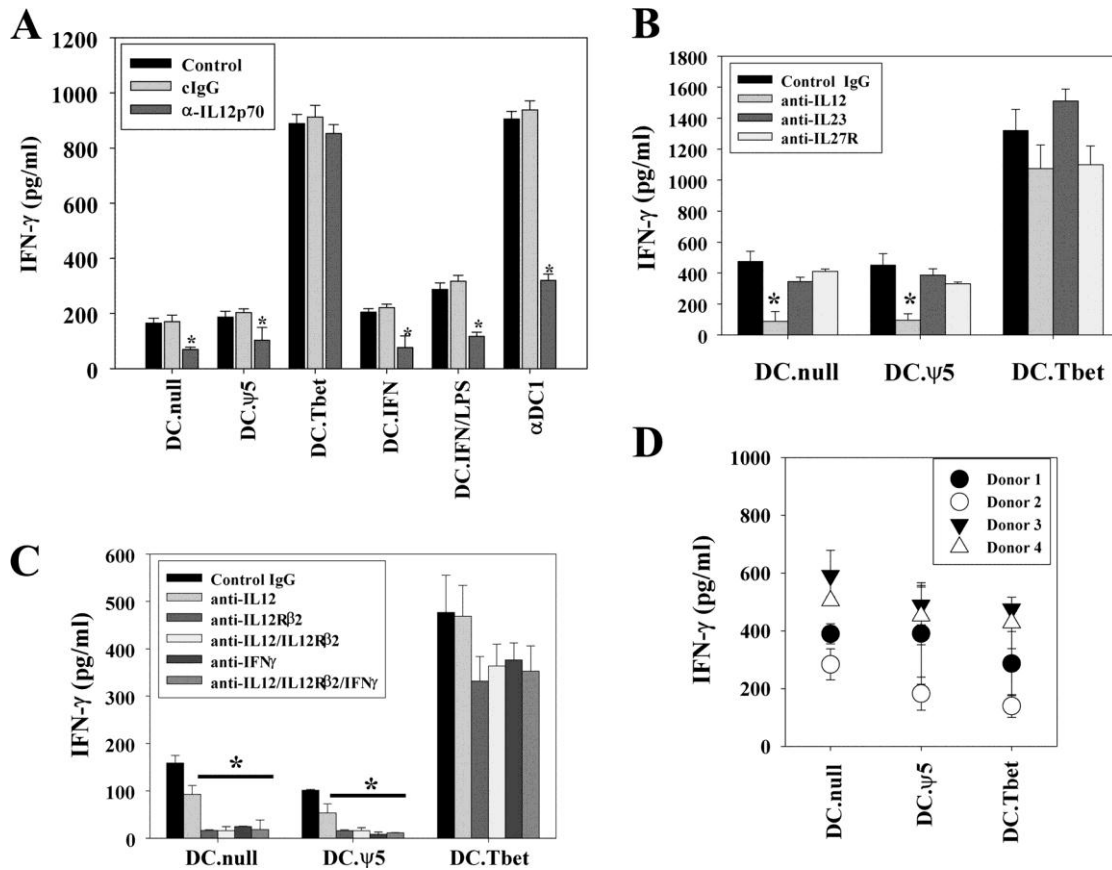 A
1200
1000
800
600
400
200
0
IFN-γ (pg/ml)
Control
cIgG
α-IL12p70
*
*
*
*
*
DC.null
DC.ψ5
DC.Tbet
DC.IFN
DC.IFN/LPS
αDC1
B
1800
1600
1400
1200
1000
800
600
400
200
0
IFN-γ (pg/ml)
Control IgG
anti-IL12
anti-IL23
anti-IL27R
*
*
DC.null
DC.ψ5
DC.Tbet
C
600
500
400
300
200
100
0
IFN-γ (pg/ml)
Control IgG
anti-IL12
anti-IL12Rβ2
anti-IL12/IL12Rβ2
anti-IFNγ
anti-IL12/IL12Rβ2/IFNγ
*
*
DC.null
DC.ψ5
DC.Tbet
D
1000
800
600
400
200
0
IFN-γ (pg/ml)
Donor 1
Donor 2
Donor 3
Donor 4
DC.null
DC.ψ5
DC.Tbet